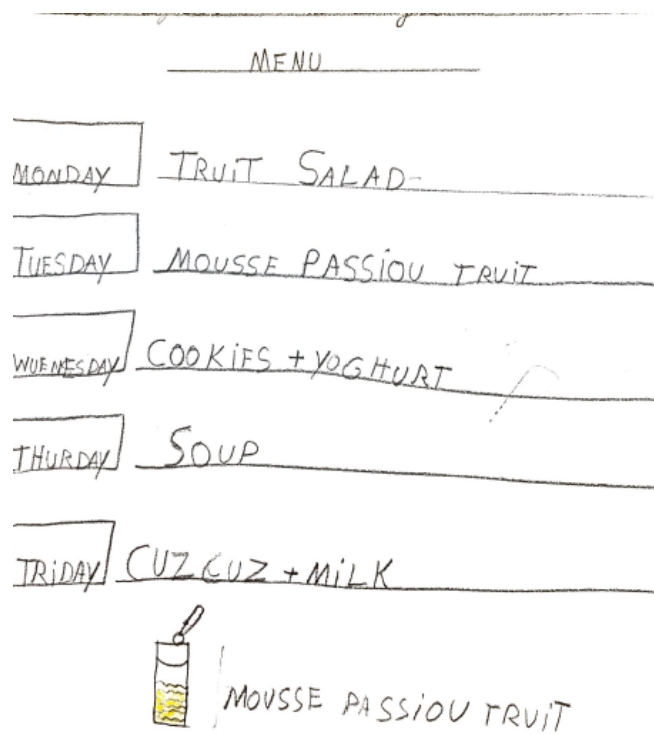 MENU
MONDAY TRUIT SALAD
TUESDAY MOUSSE PASSIOU TRUIT
WUENESDAY COOKIES + YOGHURT
THURDAY SOUP
TRIDAY CUZCUZ + MILK
MOUSSE PASSIOU TRUIT